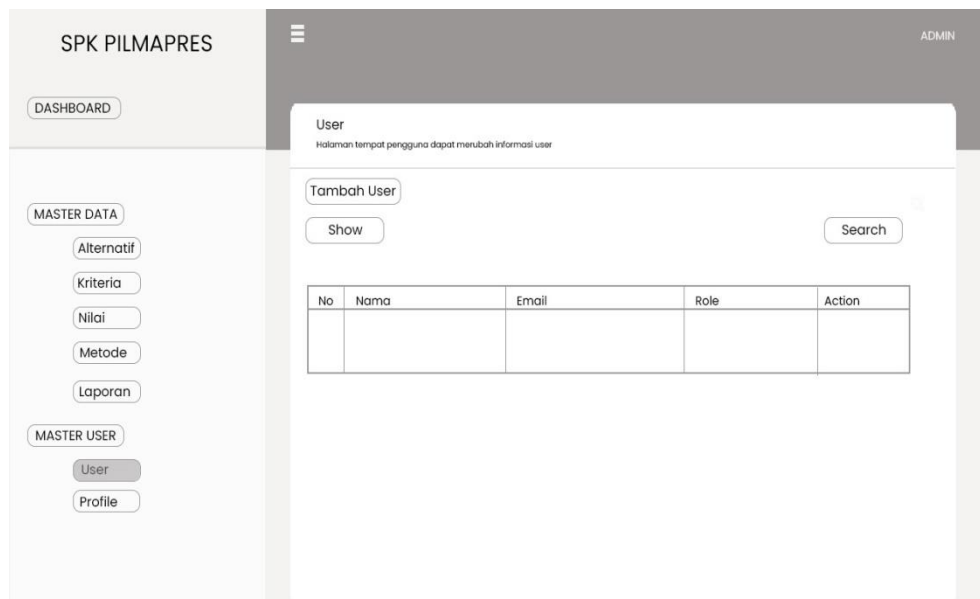 SPK PILMAPRES
ADMIN
DASHBOARD
MASTER DATA
Alternatif
Kriteria
Nilai
Metode
Laporan
MASTER USER
User
Profile
User
Halaman tempat pengguna dapat merubah informasi user
Tambah User
Show Search
No Nama Email Role Action